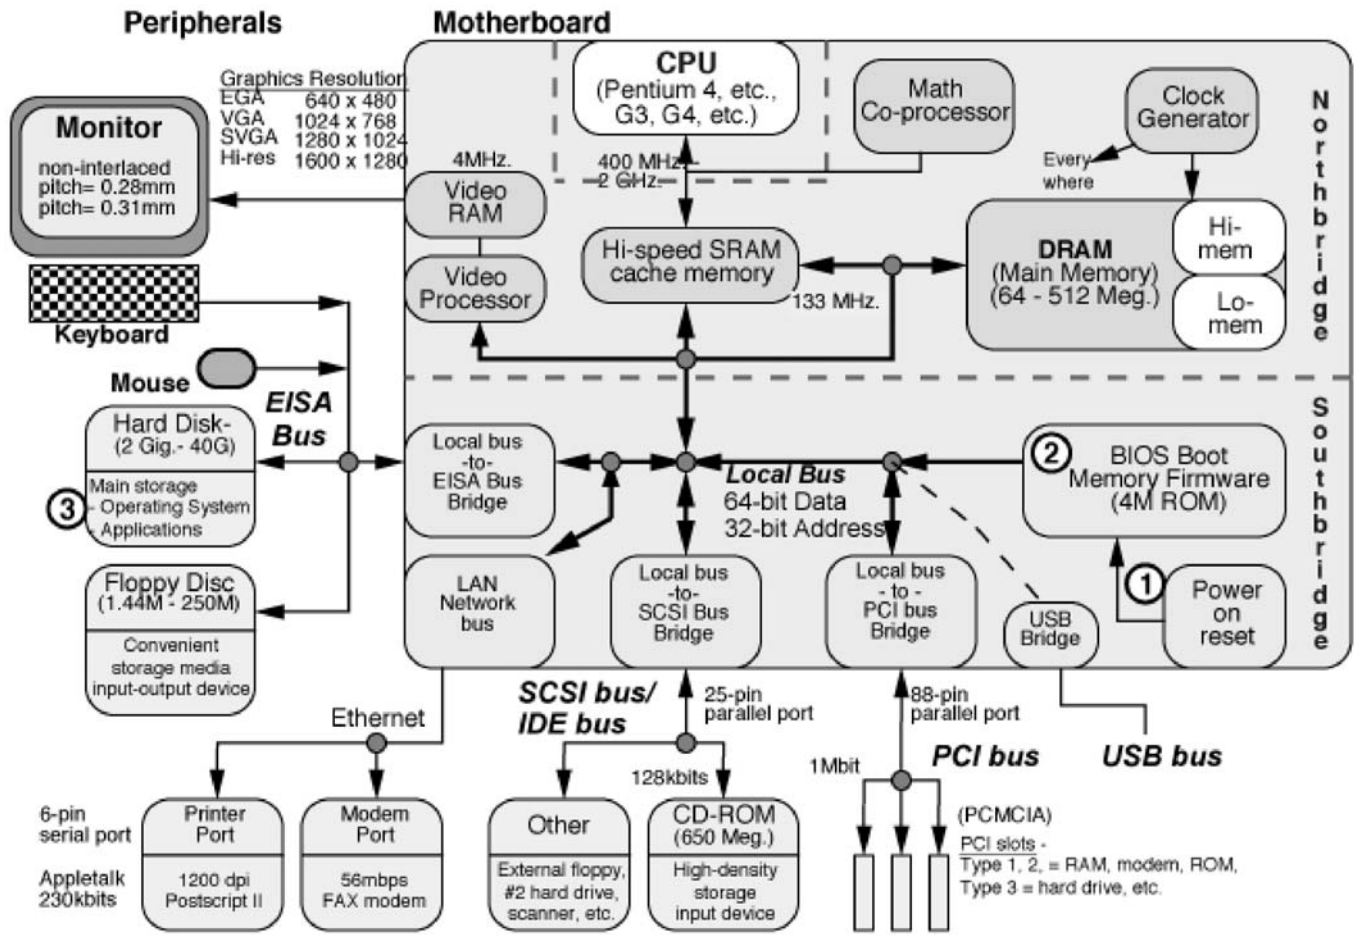 Peripherals
Motherboard
Graphics Resolution
EGA 640 x 480
VGA 1024 x 768
SVGA 1280 x 1024
Hi-res 1600 x 1280
Monitor
non-interlaced
pitch= 0.28mm
pitch= 0.31mm
Keyboard
Mouse
EISA
Bus
Hard Disk-
(2 Gig.- 40G)
Main storage
- Operating System
- Applications
3
Floppy Disc
(1.44M - 250M)
Convenient
storage media
input-output device
CPU
(Pentium 4, etc.,
G3, G4, etc.)
400 MHz.-
2 GHz.
Math
Co-processor
Clock
Generator
Every
where
Northbridge
4MHz.
Video
RAM
Video
Processor
Hi-speed SRAM
cache memory
133 MHz.
DRAM
(Main Memory)
(64 - 512 Meg.)
Hi-
mem
Lo-
mem
Southbridge
Local bus
-to-
EISA Bus
Bridge
Local Bus
64-bit Data
32-bit Address
2
BIOS Boot
Memory Firmware
(4M ROM)
1
Power
on
reset
LAN
Network
bus
Local bus
-to-
SCSI Bus
Bridge
Local bus
- to -
PCI bus
Bridge
USB
Bridge
Ethernet
SCSI bus/
IDE bus
25-pin
parallel port
88-pin
parallel port
PCI bus
USB bus
128kbits
1Mbit
6-pin
serial port
Appletalk
230kbits
Printer
Port
1200 dpi
Postscript II
Modem
Port
56mbps
FAX modem
Other
External floppy,
#2 hard drive,
scanner, etc.
CD-ROM
(650 Meg.)
High-density
storage
input device
(PCMCIA)
PCI slots -
Type 1, 2, = RAM, modem, ROM,
Type 3 = hard drive, etc.